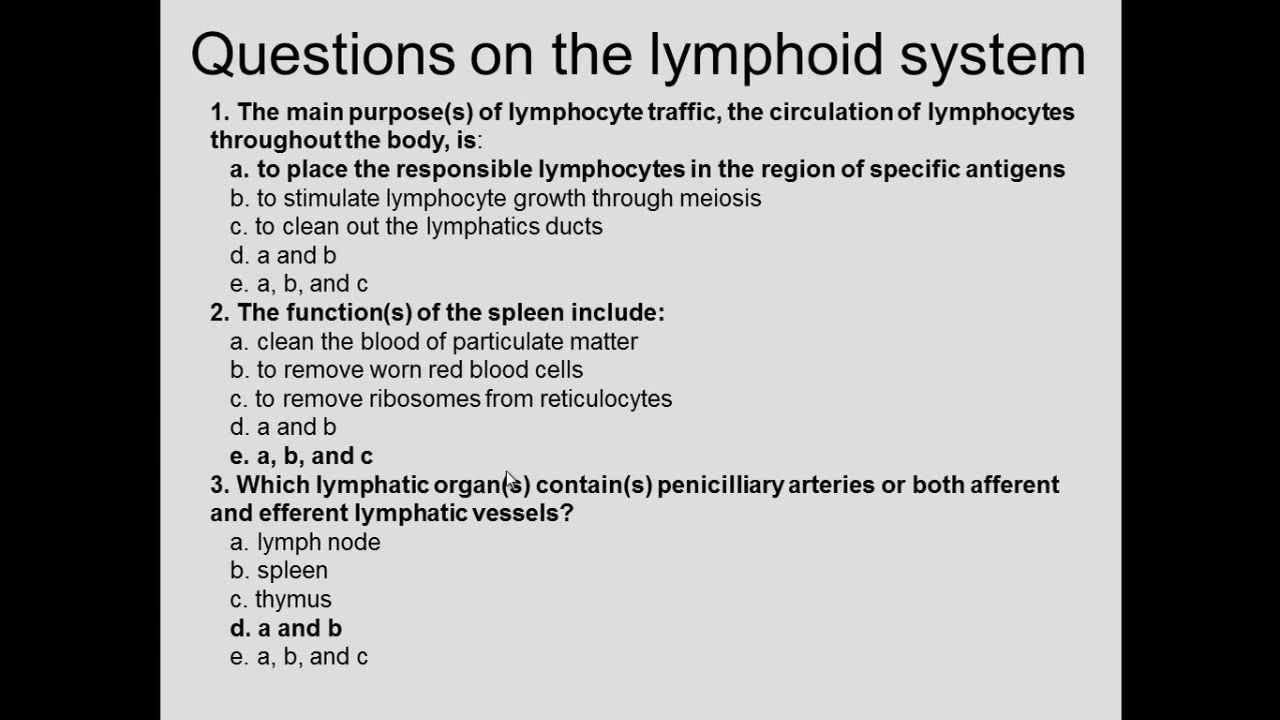 Questions on the lymphoid system
1. The main purpose(s) of lymphocyte traffic, the circulation of lymphocytes
throughout the body, is:
a. to place the responsible lymphocytes in the region of specific antigens
b. to stimulate lymphocyte growth through meiosis
c. to clean out the lymphatics ducts
d. a and b
e. a, b, and c
2. The function(s) of the spleen include:
a. clean the blood of particulate matter
b. to remove worn red blood cells
c. to remove ribosomes from reticulocytes
d. a and b
e. a, b, and c
3. Which lymphatic organ(s) contain(s) penicilliary arteries or both afferent
and efferent lymphatic vessels?
a. lymph node
b. spleen
c. thymus
d. a and b
e. a, b, and c